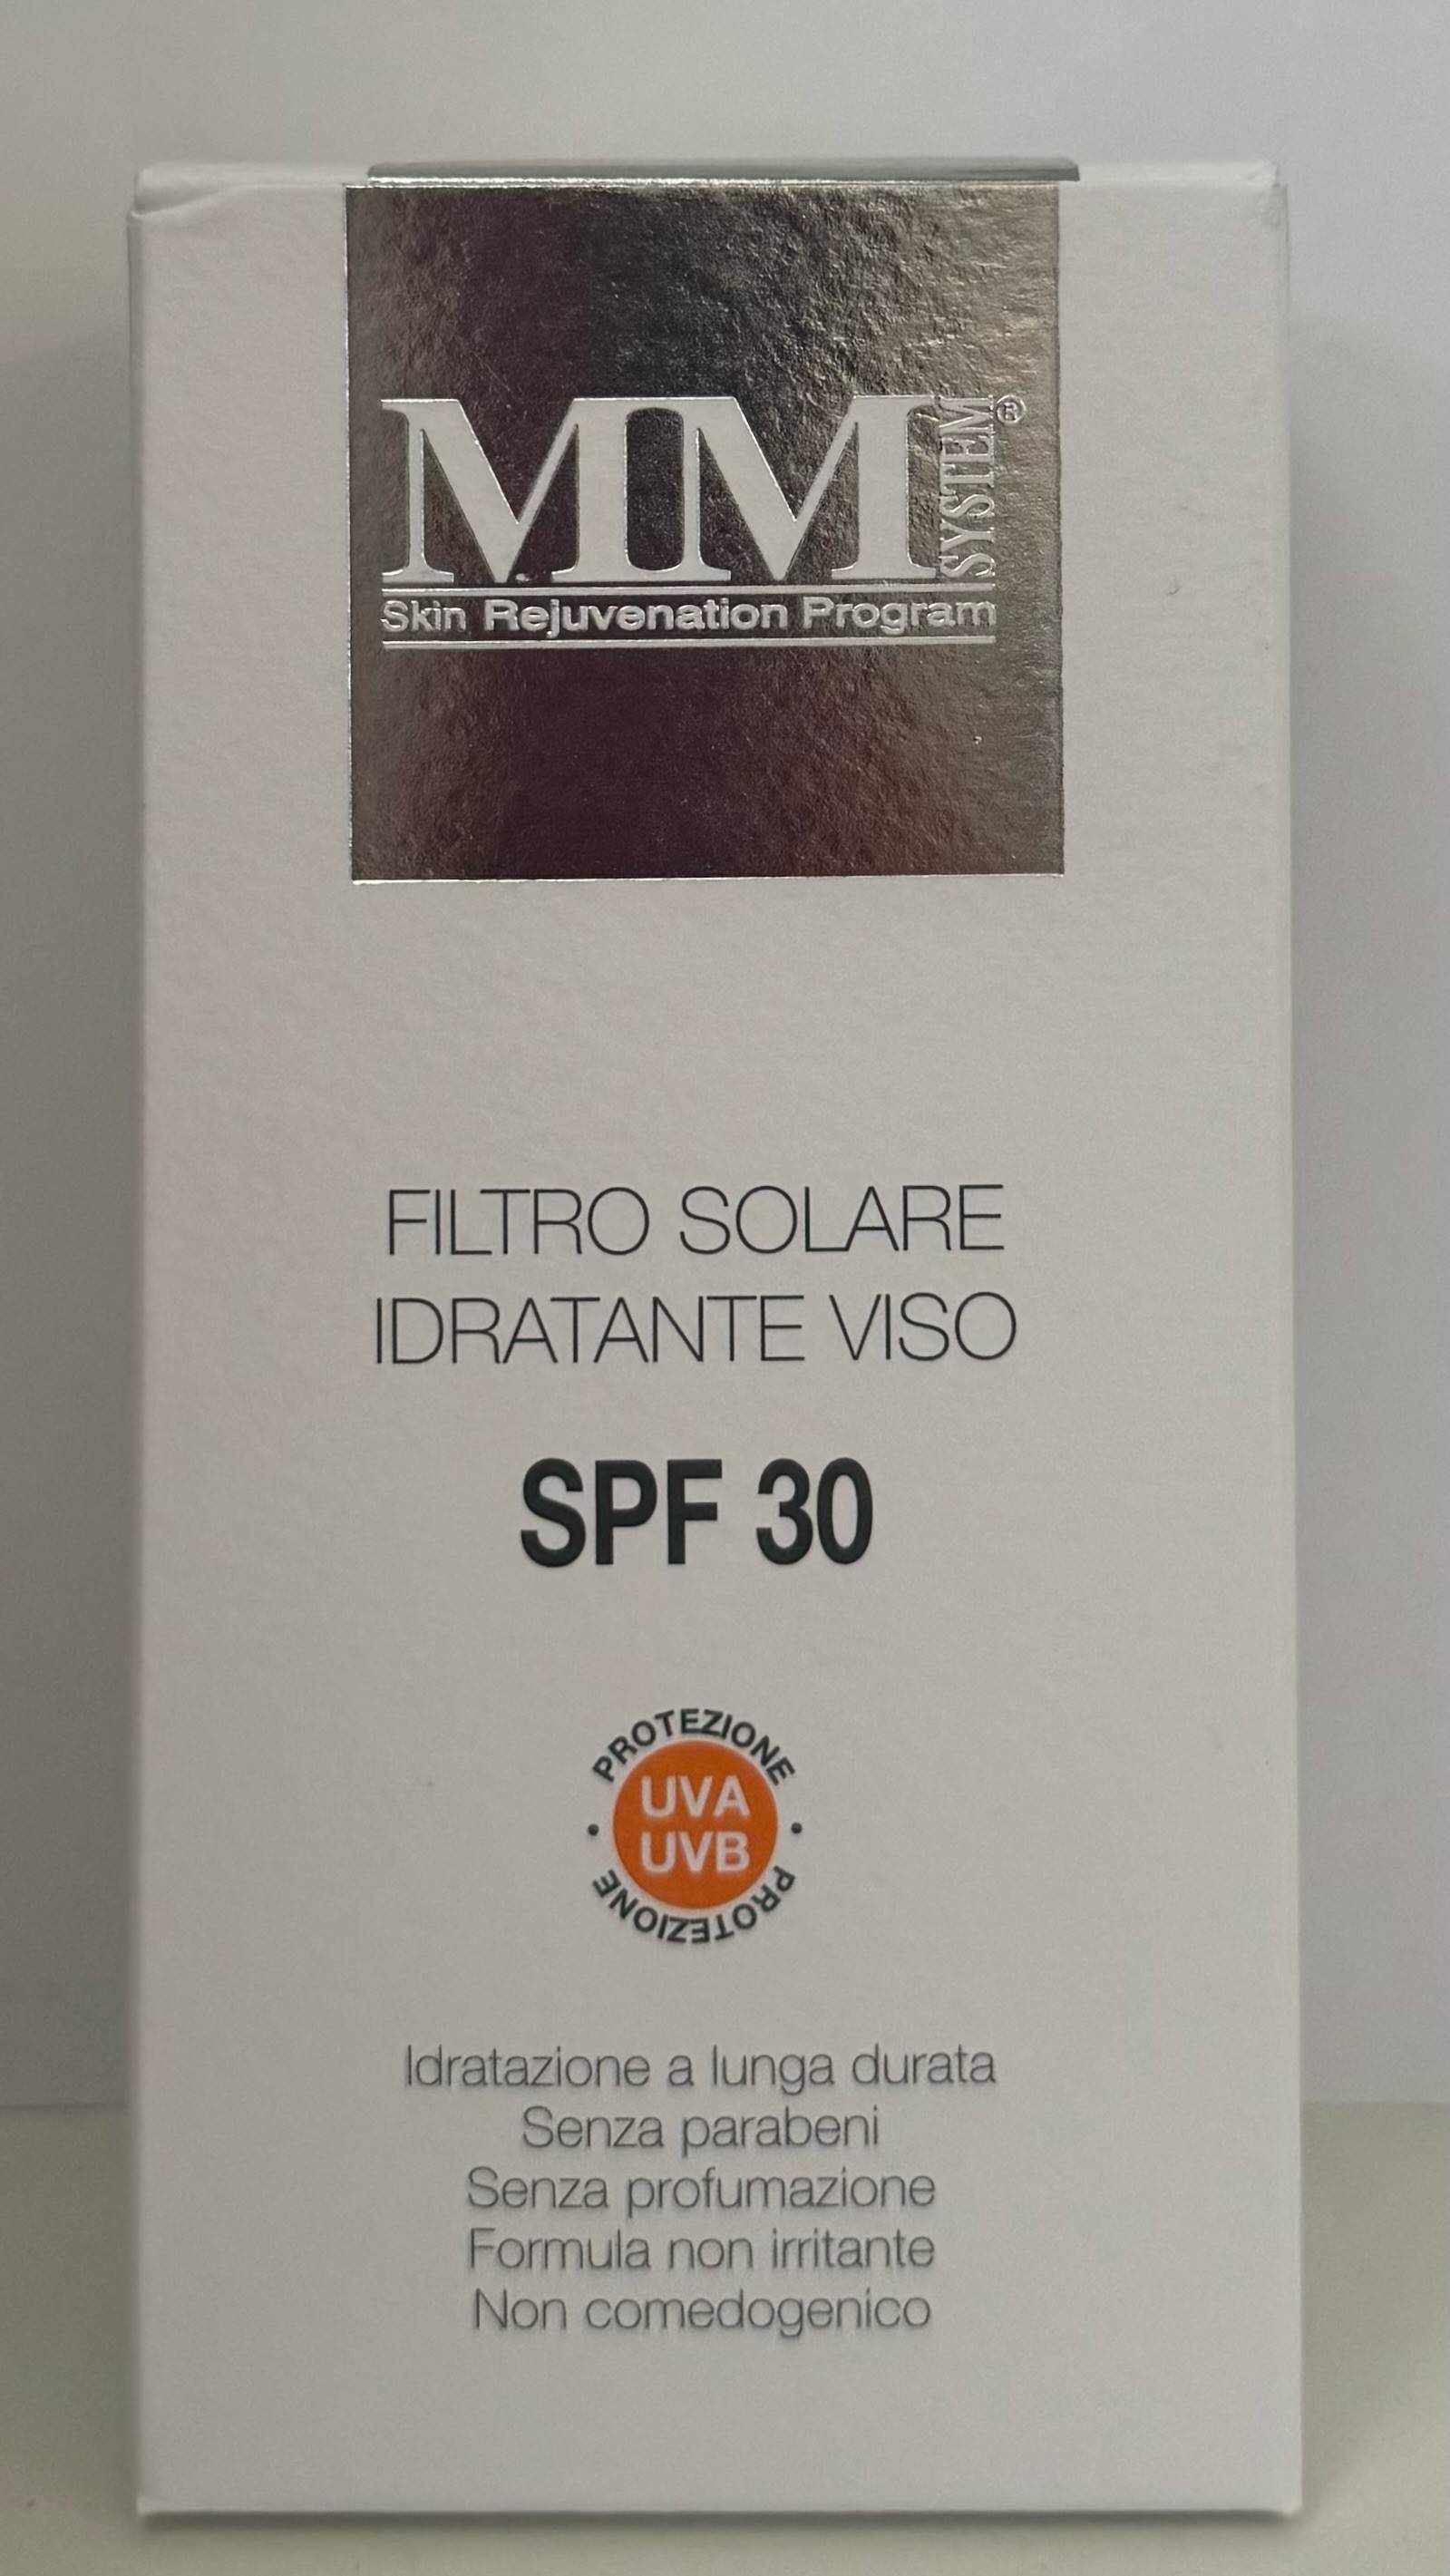 MM SYSTEM®
Skin Rejuvenation Program
FILTRO SOLARE
IDRATANTE VISO
SPF 30
PROTEZIONE
UVA
UVB
PROTEZIONE
Idratazione a lunga durata
Senza parabeni
Senza profumazione
Formula non irritante
Non comedogenico